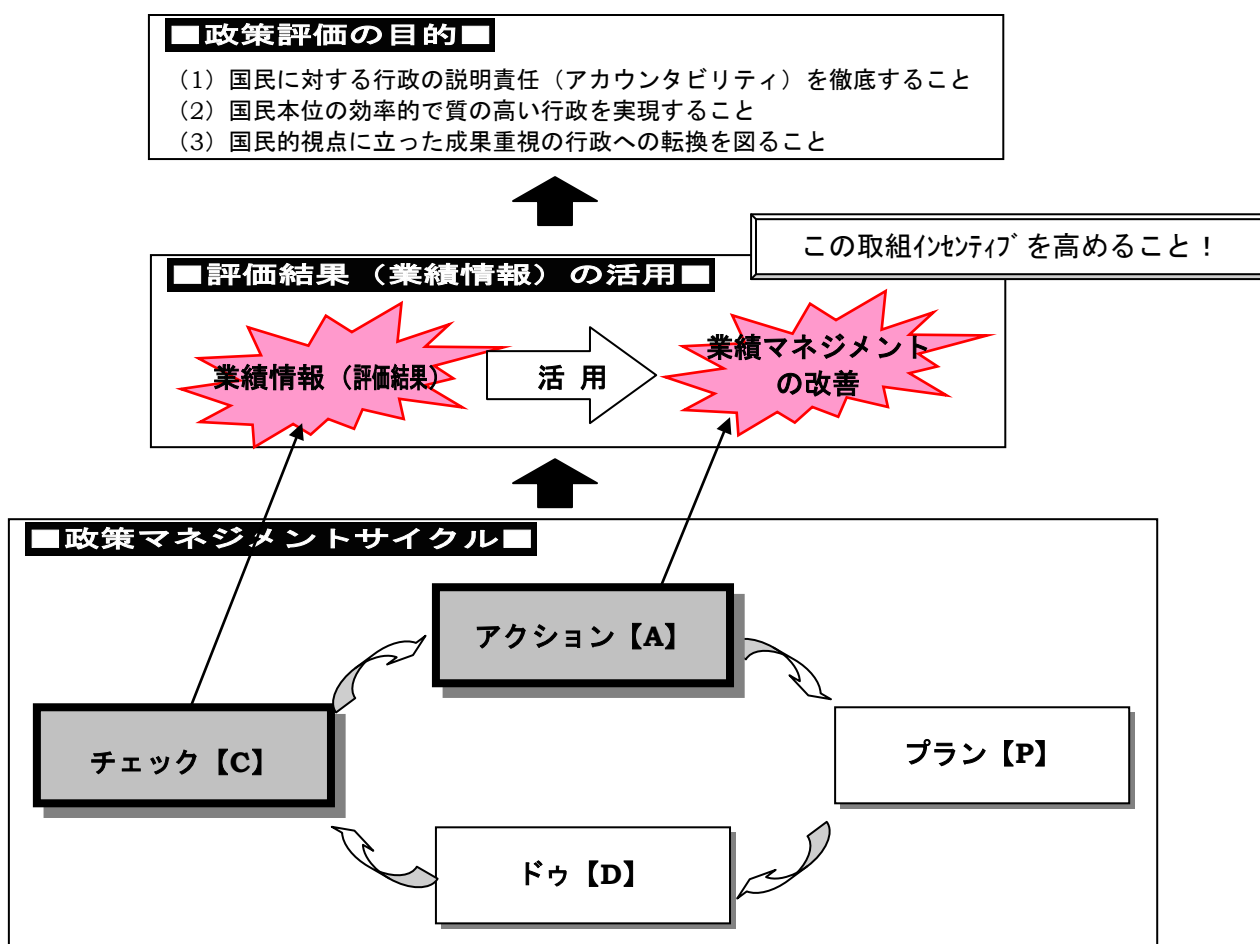 ■政策評価の目的■
（1）国民に対する行政の説明責任（アカウンタビリティ）を徹底すること
（2）国民本位の効率的で質の高い行政を実現すること
（3）国民的視点に立った成果重視の行政への転換を図ること
この取組ｲﾝｾﾝﾃｨﾌﾞを高めること！
■評価結果（業績情報）の活用■
業績情報（評価結果）
活 用
業績マネジメント
の改善
■政策マネジメントサイクル■
アクション【A】
チェック【C】
プラン【P】
ドゥ【D】